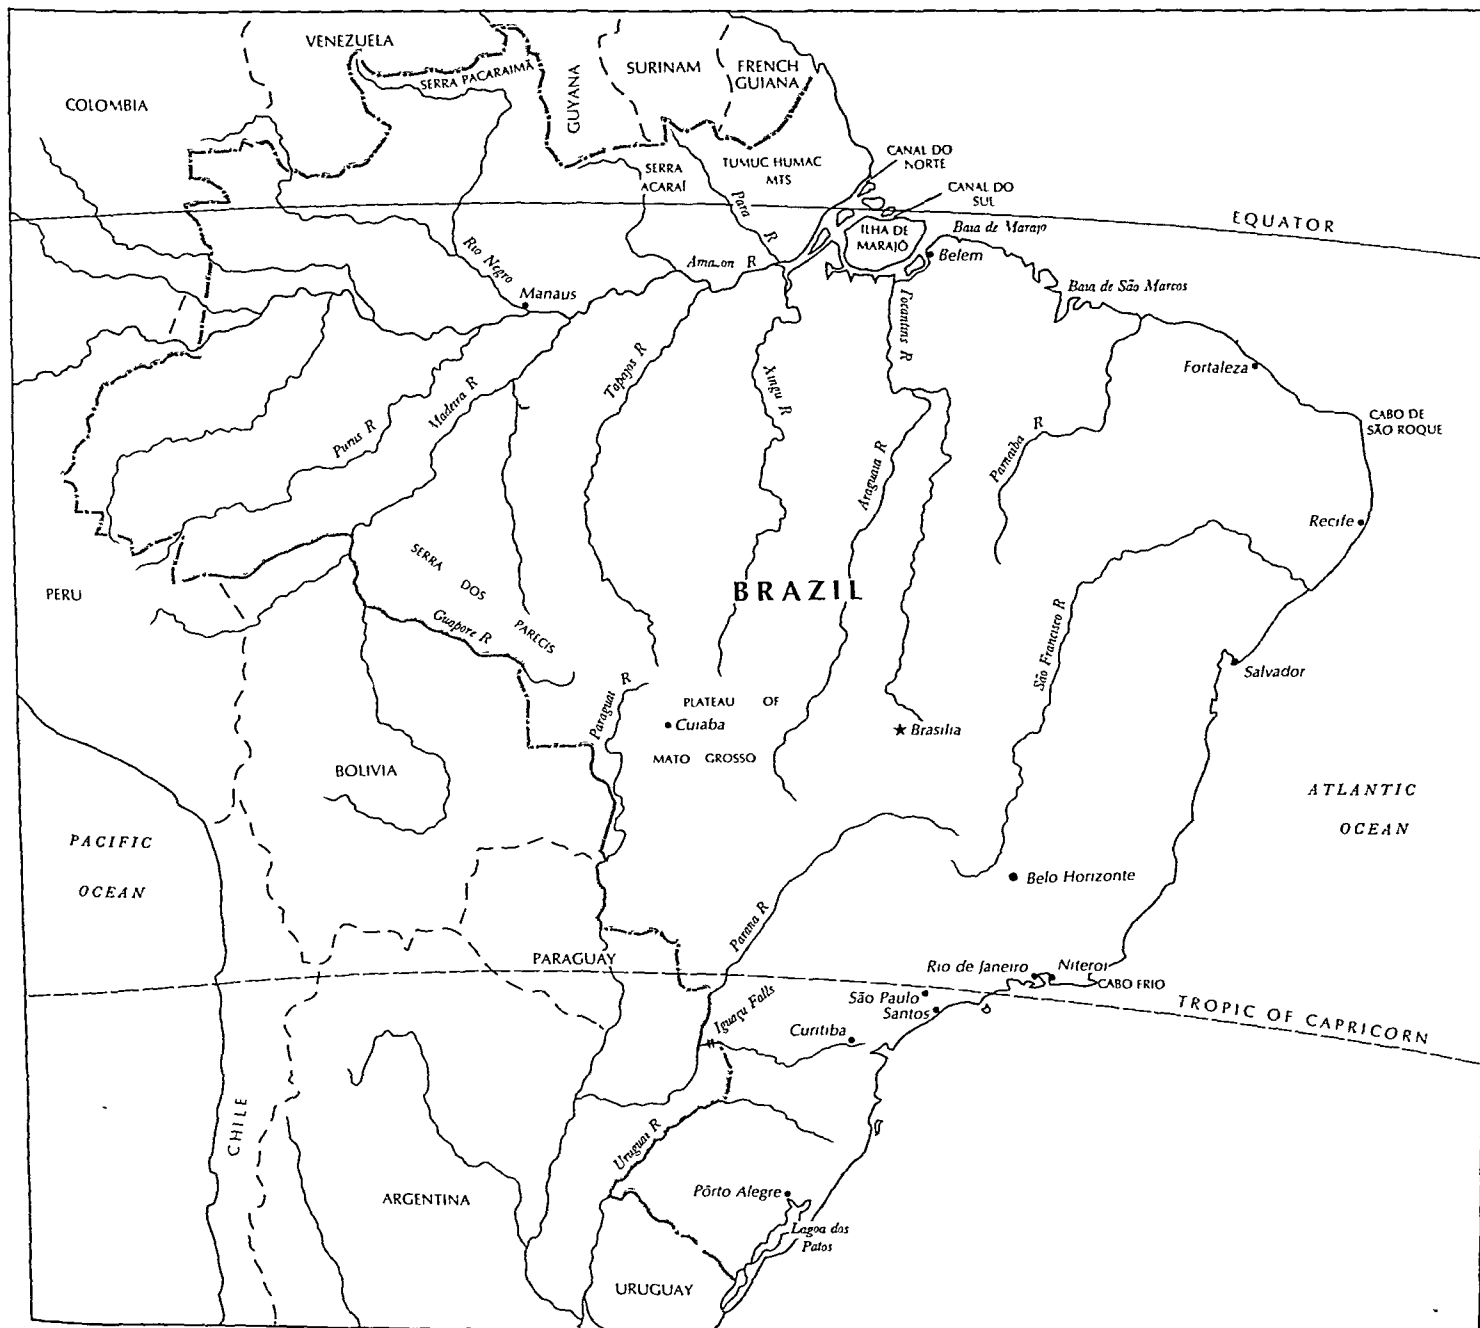 VENEZUELA
COLOMBIA
SERRA PACARAIMÃ
GUYANA
SURINAM
FRENCH
GUIANA
SERRA
ACARAÍ
TUMUC HUMAC
MTS
CANAL DO
NORTE
CANAL DO
SUL
EQUATOR
ILHA DE
MARAJÓ
Baia de Marajo
Belem
Baia de São Marcos
Para R
Rio Negro
Amazon R
Manaus
Tocantins R
Fortaleza
Tapajos R
Xingu R
Madeira R
Purus R
Araguaia R
Parnaiba R
CABO DE
SÃO ROQUE
Recife
PERU
SERRA
DOS
PARECIS
BRAZIL
Guapore R
São Francisco R
Salvador
Paraguai R
PLATEAU OF
MATO GROSSO
Cuiaba
Brasilia
BOLIVIA
ATLANTIC
OCEAN
PACIFIC
OCEAN
Belo Horizonte
Parana R
PARAGUAY
Rio de Janeiro
Niteroi
CABO FRIO
TROPIC OF CAPRICORN
São Paulo
Santos
Iguaçu Falls
Curitiba
CHILE
Uruguai R
ARGENTINA
Pôrto Alegre
Lagoa dos
Patos
URUGUAY